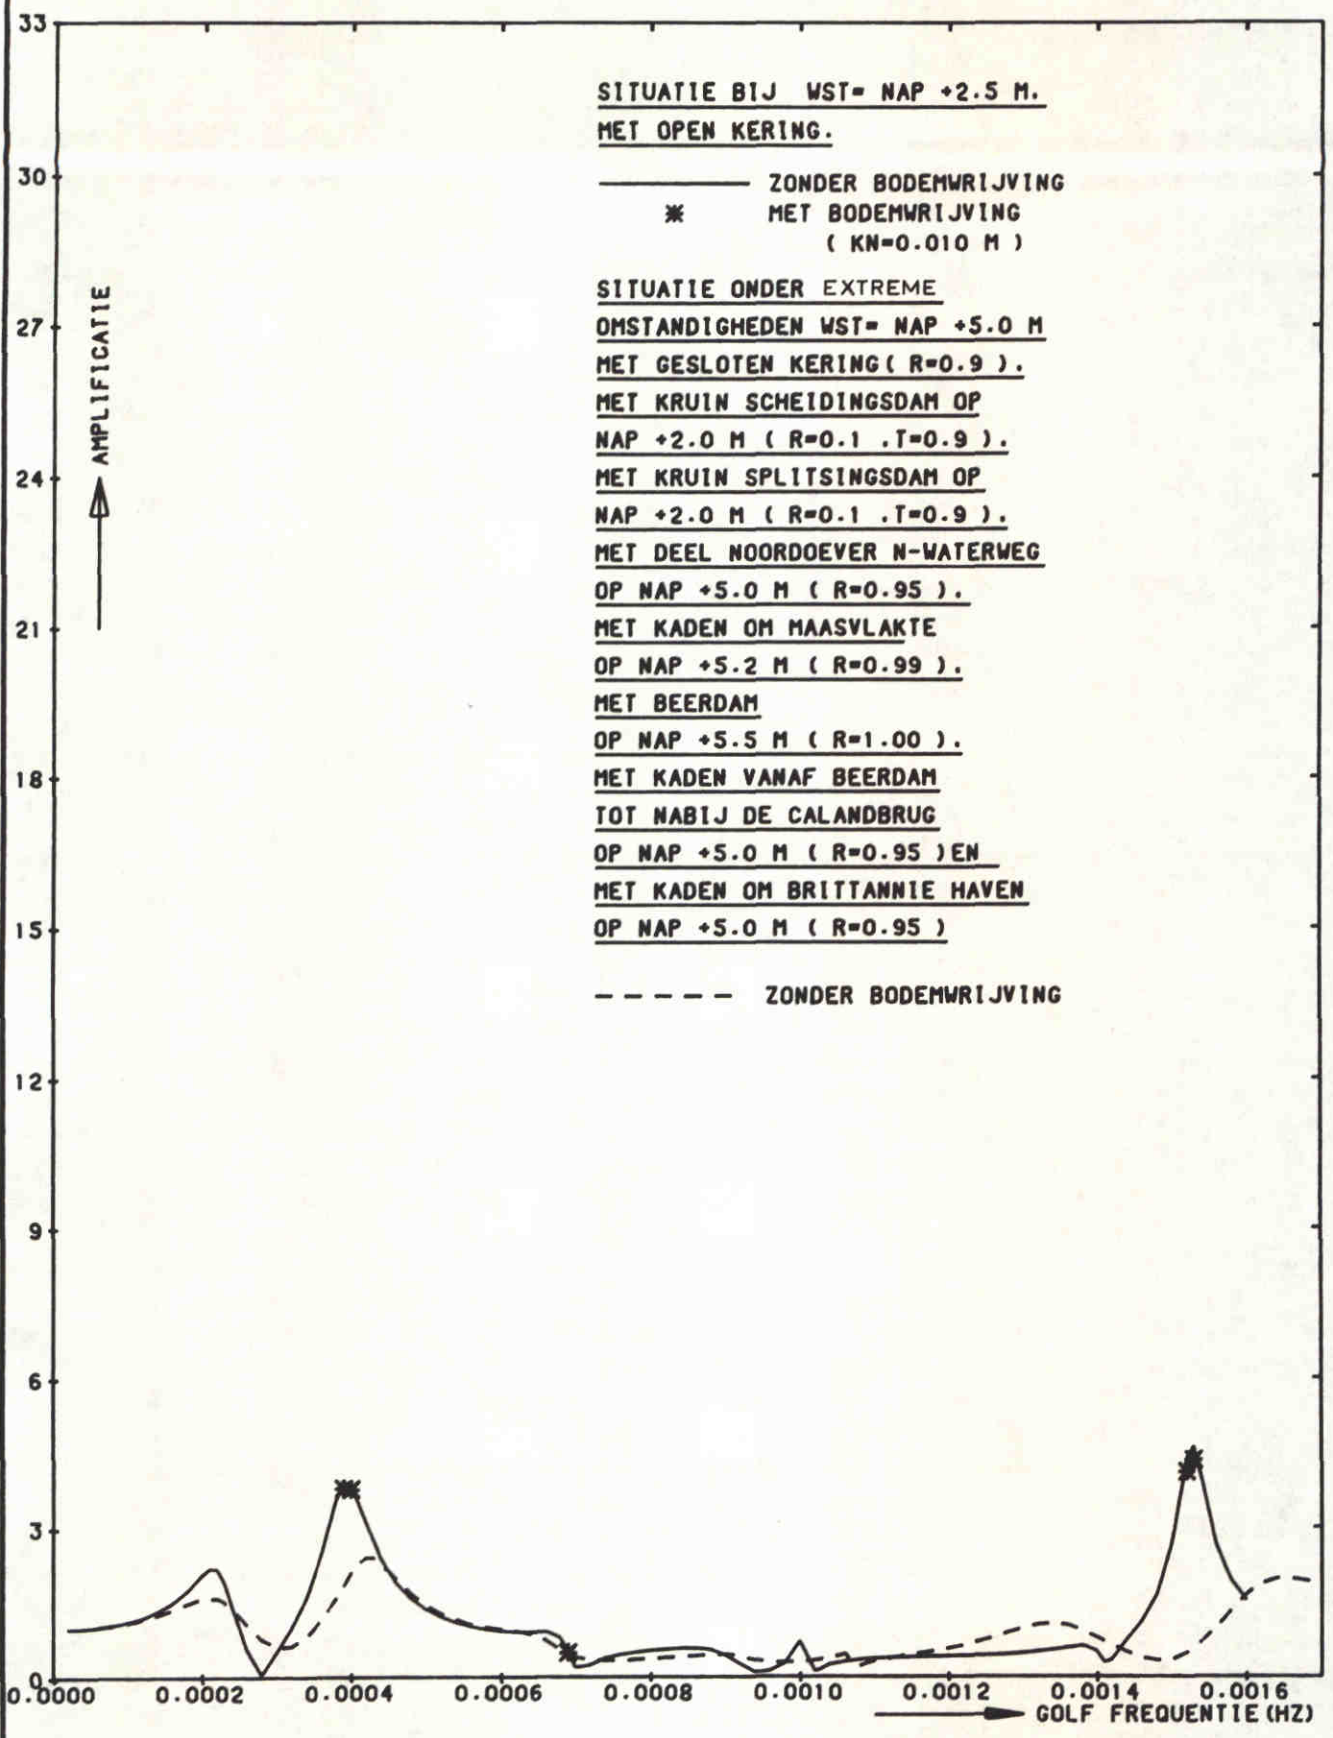 33
30
27
24
21
18
15
12
9
6
3
0
AMPLIFICATIE
SITUATIE BIJ WST= NAP +2.5 M.
MET OPEN KERING.
ZONDER BODEMWRIJVING
* MET BODEMWRIJVING
( KN=0.010 M )
SITUATIE ONDER EXTREME
OMSTANDIGHEDEN WST= NAP +5.0 M
MET GESLOTEN KERING( R=0.9 ).
MET KRUIN SCHEIDINGSDAM OP
NAP +2.0 M ( R=0.1 .T=0.9 ).
MET KRUIN SPLITSINGSDAM OP
NAP +2.0 M ( R=0.1 .T=0.9 ).
MET DEEL NOORDOEVER N-WATERWEG
OP NAP +5.0 M ( R=0.95 ).
MET KADEN OM MAASVLAKTE
OP NAP +5.2 M ( R=0.99 ).
MET BEERDAM
OP NAP +5.5 M ( R=1.00 ).
MET KADEN VANAF BEERDAM
TOT NABIJ DE CALANDBRUG
OP NAP +5.0 M ( R=0.95 )EN
MET KADEN OM BRITTANNIE HAVEN
OP NAP +5.0 M ( R=0.95 )
ZONDER BODEMWRIJVING
0.0000 0.0002 0.0004 0.0006 0.0008 0.0010 0.0012 0.0014 0.0016
GOLF FREQUENTIE(HZ)